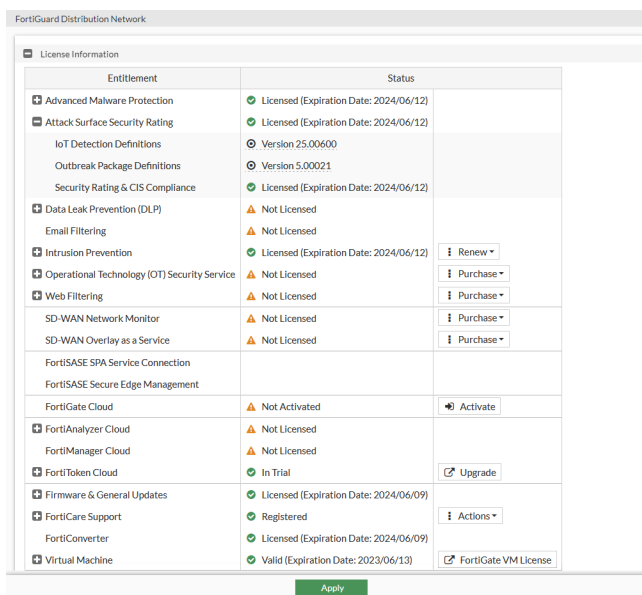 FortiGuard Distribution Network
License Information
Entitlement Status
Advanced Malware Protection Licensed (Expiration Date: 2024/06/12)
Attack Surface Security Rating Licensed (Expiration Date: 2024/06/12)
IoT Detection Definitions Version 25.00600
Outbreak Package Definitions Version 5.00021
Security Rating & CIS Compliance Licensed (Expiration Date: 2024/06/12)
Data Leak Prevention (DLP) Not Licensed
Email Filtering Not Licensed
Intrusion Prevention Licensed (Expiration Date: 2024/06/12) Renew
Operational Technology (OT) Security Service Not Licensed Purchase
Web Filtering Not Licensed Purchase
SD-WAN Network Monitor Not Licensed Purchase
SD-WAN Overlay as a Service Not Licensed Purchase
FortiSASE SPA Service Connection
FortiSASE Secure Edge Management
FortiGate Cloud Not Activated Activate
FortiAnalyzer Cloud Not Licensed
FortiManager Cloud Not Licensed
FortiToken Cloud In Trial Upgrade
Firmware & General Updates Licensed (Expiration Date: 2024/06/09)
FortiCare Support Registered Actions
FortiConverter Licensed (Expiration Date: 2024/06/09)
Virtual Machine Valid (Expiration Date: 2023/06/13) FortiGate VM License
Apply